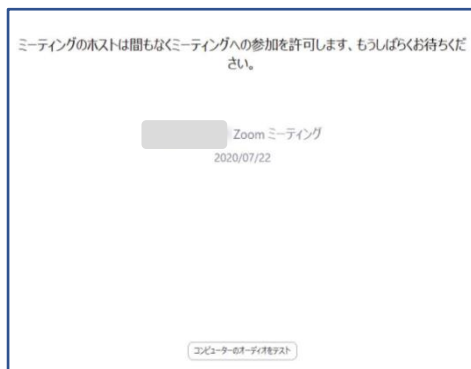 ミーティングのホストは間もなくミーティングへの参加を許可します、もうしばらくお待ちくだ
さい。
Zoom ミーティング
2020/07/22
コンピューターのオーディオをテスト